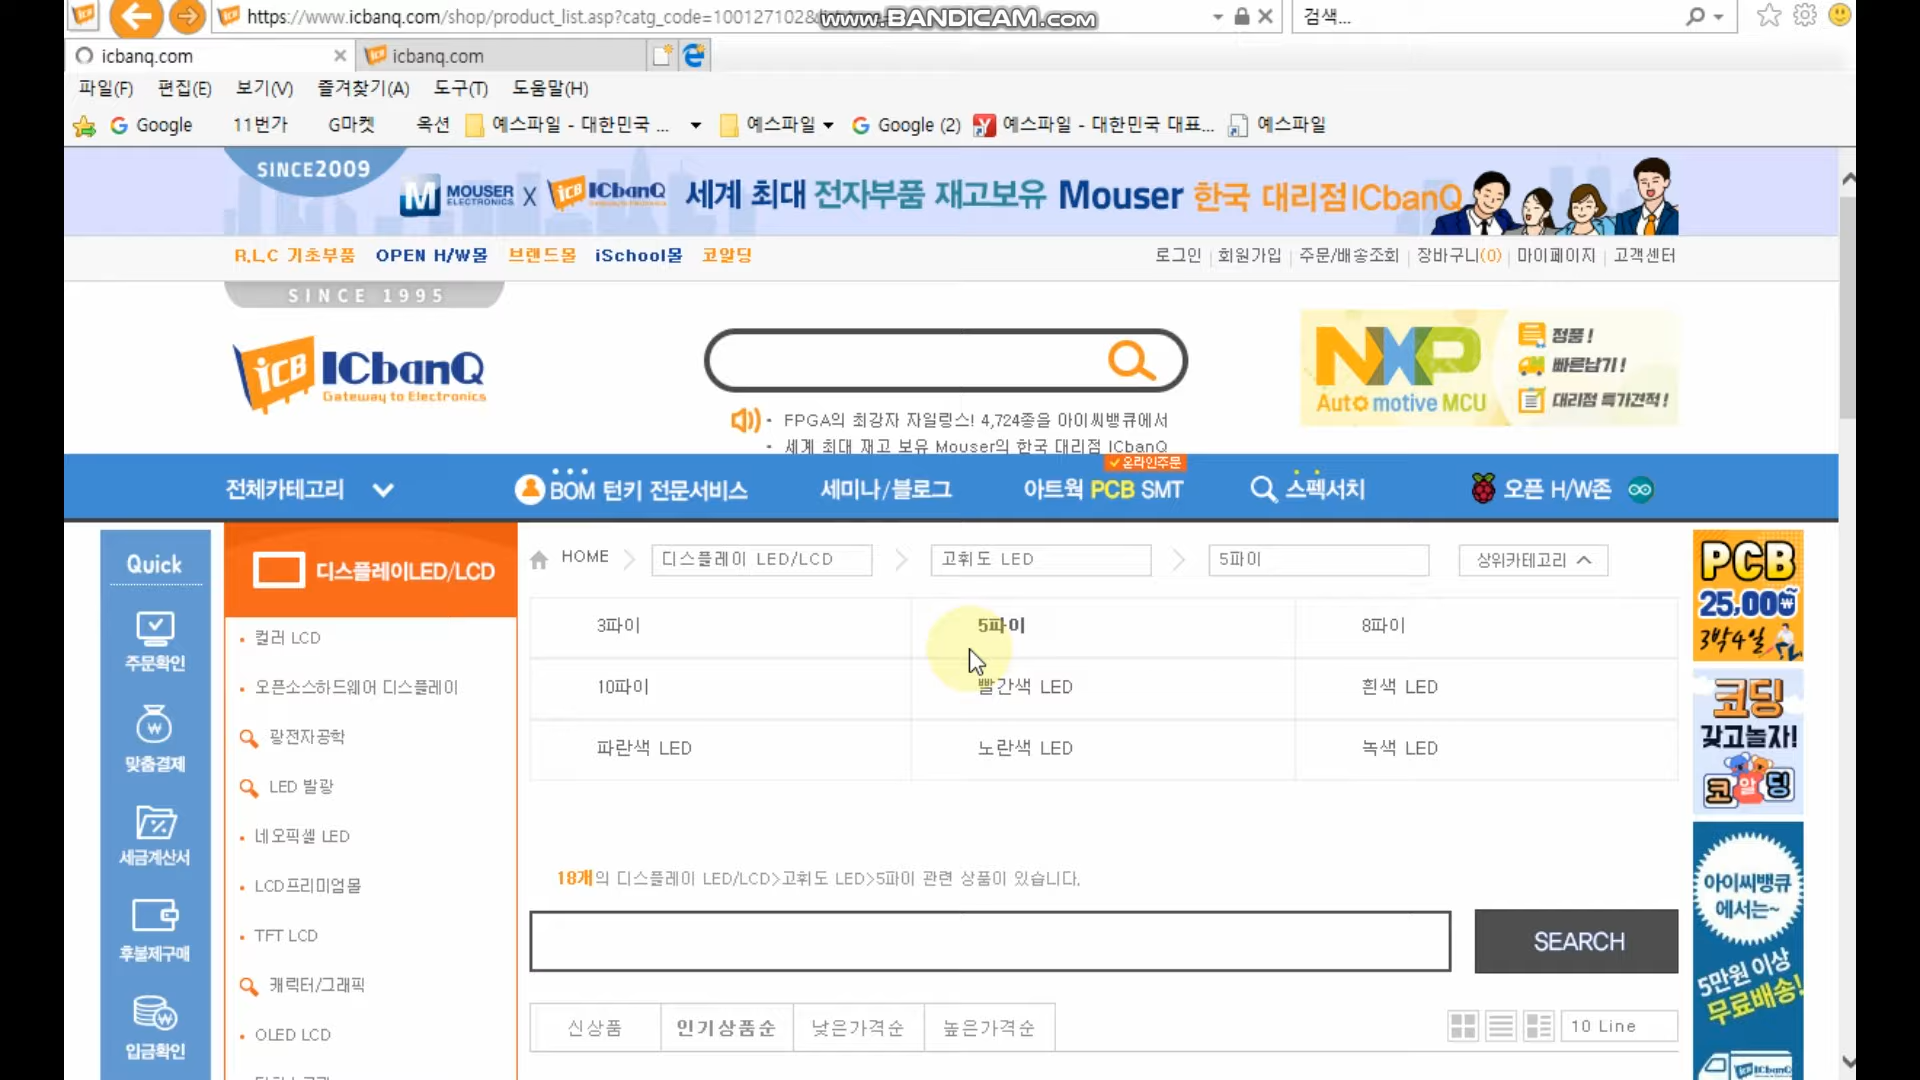 https://www.icbanq.com/shop/product_list.asp?catg_code=100127102&
www.BANDICAM.com
검색...
icbanq.com
icbanq.com
파일(F) 편집(E) 보기(V) 즐겨찾기(A) 도구(T) 도움말(H)
Google 11번가 G마켓 옥션 예스파일 - 대한민국 ... 예스파일 Google (2) 예스파일 - 대한민국 대표... 예스파일
SINCE2009
M MOUSER ELECTRONICS X iCB ICbanQ 세계 최대 전자부품 재고보유 Mouser 한국 대리점ICbanQ
R.L.C 기초부품 OPEN H/W몰 브랜드몰 iSchool몰 코알딩
로그인 회원가입 주문/배송조회 장바구니(0) 마이페이지 고객센터
SINCE 1995
iCB ICbanQ
Gateway to Electronics
NXP
Automotive MCU
정품!
빠른납기!
대리점 특가견적!
· FPGA의 최강자 자일링스! 4,724종을 아이씨뱅큐에서
· 세계 최대 재고 보유 Mouser의 한국 대리점 ICbanQ
온라인주문
전체카테고리 BOM 턴키 전문서비스 세미나/블로그 아트웍 PCB SMT 스펙서치 오픈 H/W존
Quick
주문확인
맞춤결제
세금계산서
후불제구매
입금확인
디스플레이LED/LCD
컬러 LCD
오픈소스하드웨어 디스플레이
광전자공학
LED 발광
네오픽셀 LED
LCD프리미엄몰
TFT LCD
캐릭터/그래픽
OLED LCD
HOME 디스플레이 LED/LCD 고휘도 LED 5파이 상위카테고리
3파이 5파이 8파이
10파이 빨간색 LED 흰색 LED
파란색 LED 노란색 LED 녹색 LED
18개의 디스플레이 LED/LCD>고휘도 LED>5파이 관련 상품이 있습니다.
SEARCH
신상품 인기상품순 낮은가격순 높은가격순
10 Line
PCB
25,000₩~
3박4일
코딩
갖고놀자!
코알딩
아이씨뱅큐
에서는~
5만원 이상
무료배송!
ICbanQ